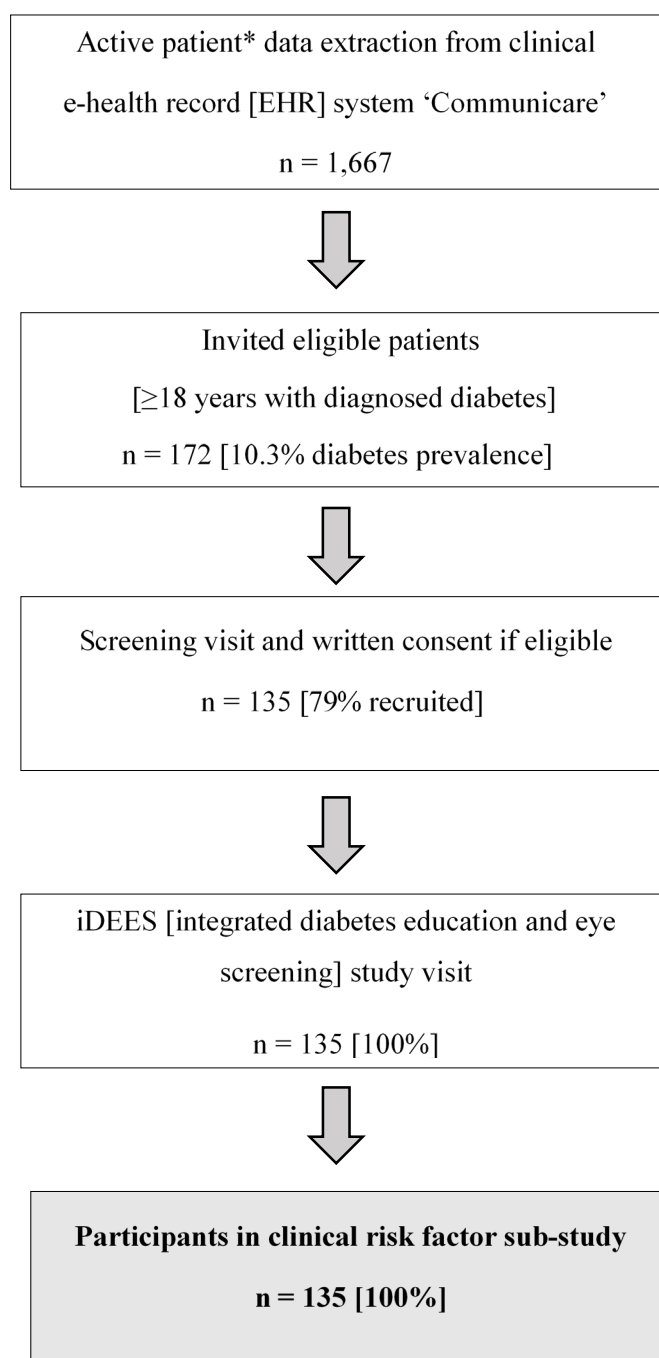 Active patient* data extraction from clinical
e-health record [EHR] system ‘Communicare’
n = 1,667
Invited eligible patients
[≥18 years with diagnosed diabetes]
n = 172 [10.3% diabetes prevalence]
Screening visit and written consent if eligible
n = 135 [79% recruited]
iDEES [integrated diabetes education and eye
screening] study visit
n = 135 [100%]
Participants in clinical risk factor sub-study
n = 135 [100%]